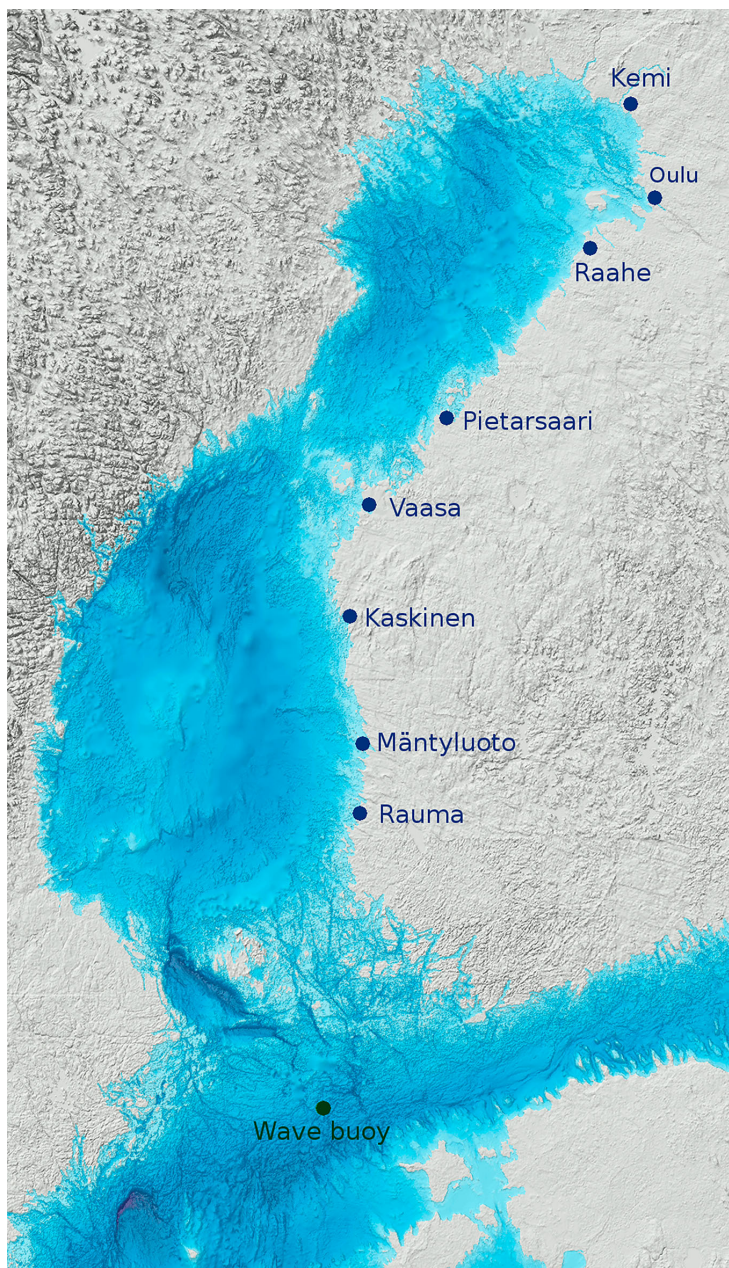 Kemi
Oulu
Raahe
Pietarsaari
Vaasa
Kaskinen
Mäntyluoto
Rauma
Wave buoy